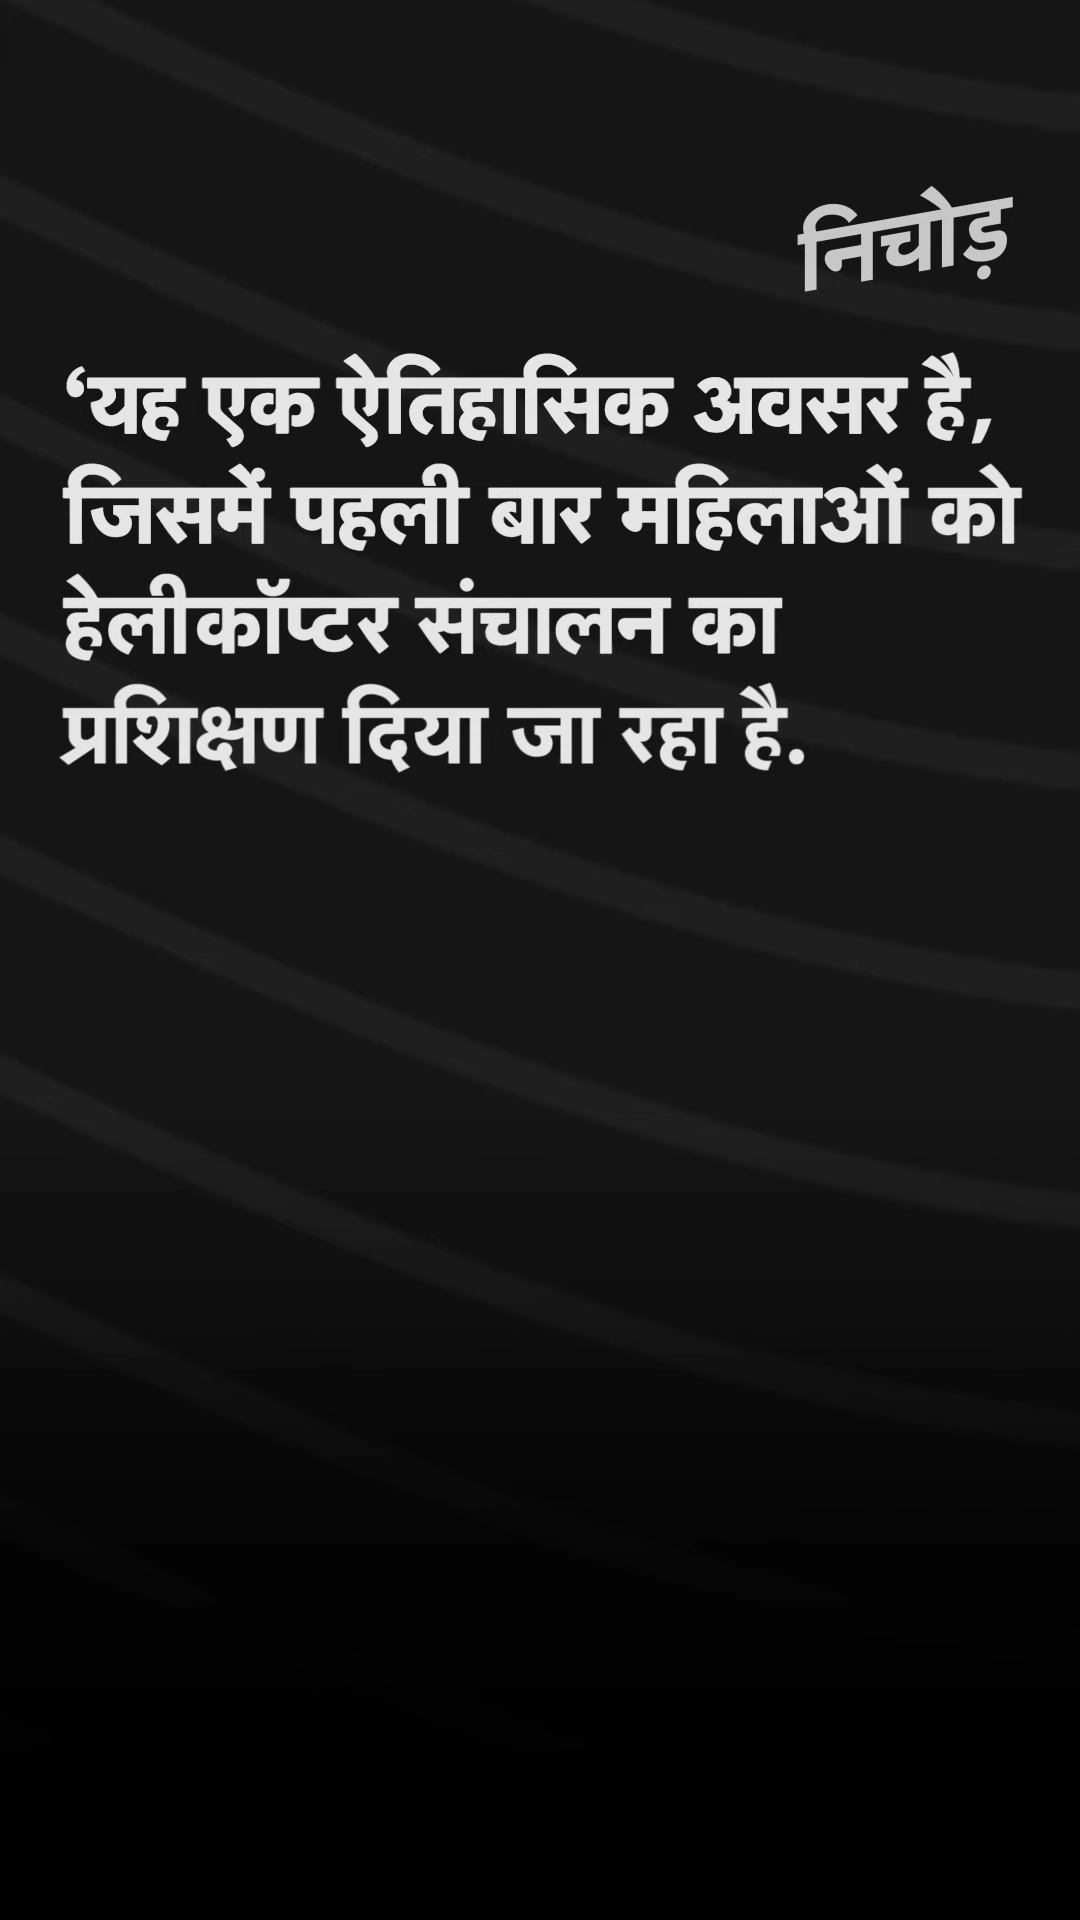 निचोड़
‘यह एक ऐतिहासिक अवसर है,
जिसमें पहली बार महिलाओं को
हेलीकॉप्टर संचालन का
प्रशिक्षण दिया जा रहा है.